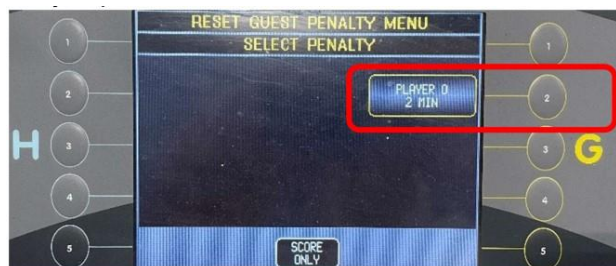 RESET GUEST PENALTY MENU
SELECT PENALTY
1
1
2
PLAYER 0
2 MIN
2
H
3
3
G
4
4
5
SCORE
ONLY
5